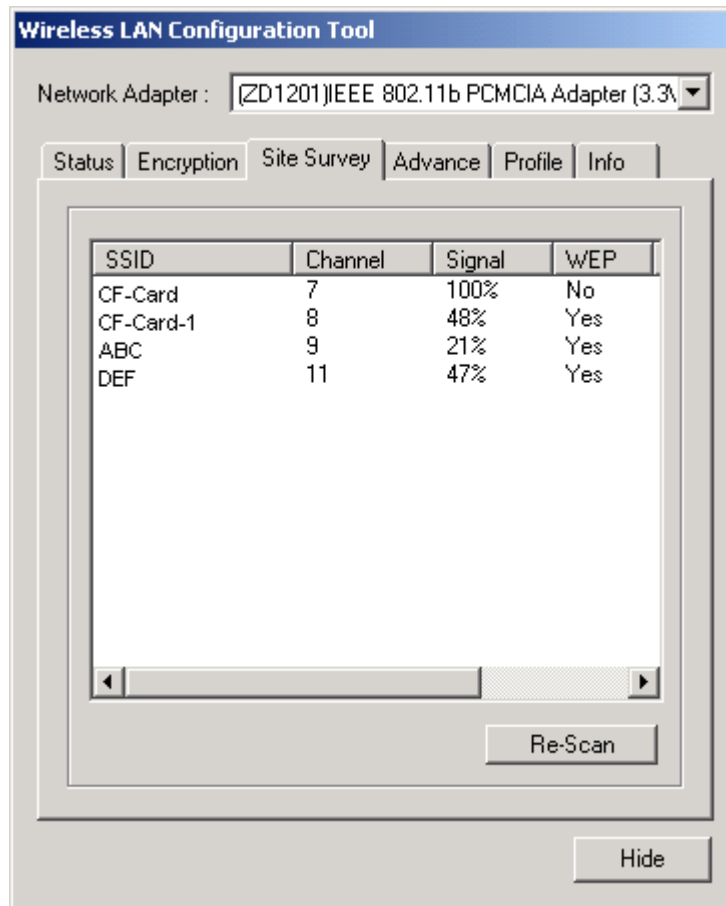 Wireless LAN Configuration Tool
Network Adapter : (ZD1201)IEEE 802.11b PCMCIA Adapter (3.3\
Status Encryption Site Survey Advance Profile Info
SSID Channel Signal WEP
CF-Card 7 100% No
CF-Card-1 8 48% Yes
ABC 9 21% Yes
DEF 11 47% Yes
Re-Scan
Hide